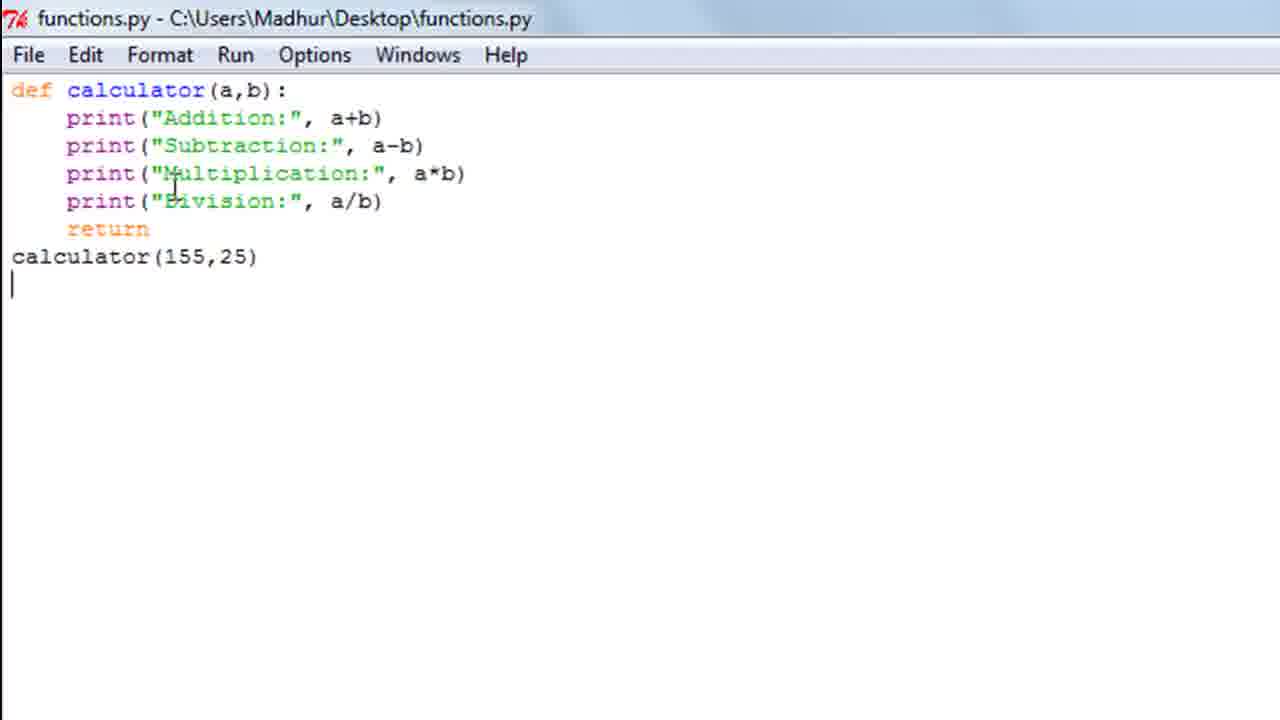 functions.py - C:\Users\Madhur\Desktop\functions.py
File Edit Format Run Options Windows Help
def calculator(a,b):
    print("Addition:", a+b)
    print("Subtraction:", a-b)
    print("Multiplication:", a*b)
    print("Division:", a/b)
    return
calculator(155,25)